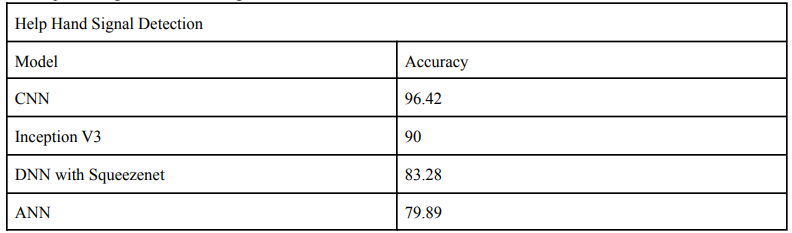 Help Hand Signal Detection
Model Accuracy
CNN 96.42
Inception V3 90
DNN with Squeezenet 83.28
ANN 79.89